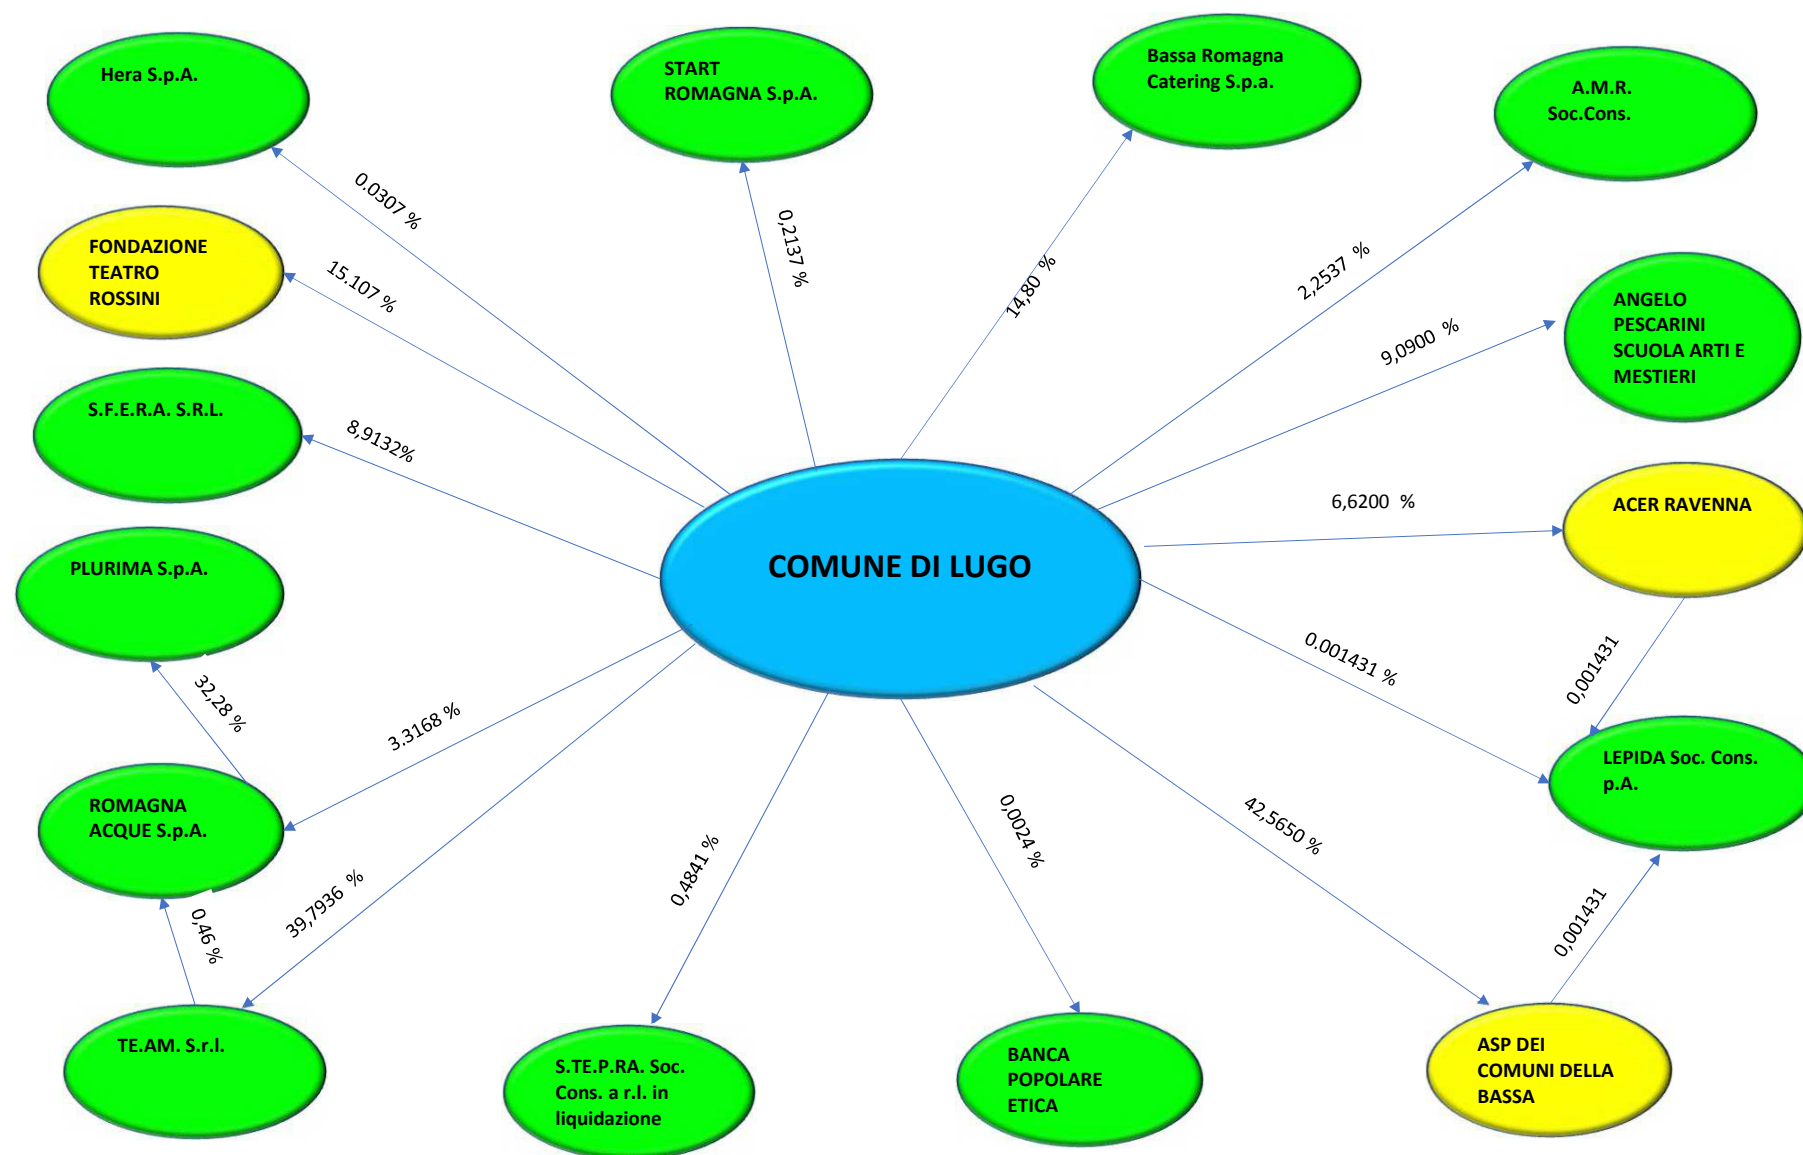 Hera S.p.A.
START
ROMAGNA S.p.A.
Bassa Romagna
Catering S.p.a.
A.M.R.
Soc.Cons.
0.0307 %
0,2137 %
14,80 %
2,2537 %
FONDAZIONE
TEATRO
ROSSINI
15.107 %
9,0900 %
ANGELO
PESCARINI
SCUOLA ARTI E
MESTIERI
S.F.E.R.A. S.R.L.
8,9132%
6,6200 %
ACER RAVENNA
PLURIMA S.p.A.
COMUNE DI LUGO
32,28 %
3.3168 %
0.001431 %
0,001431
ROMAGNA
ACQUE S.p.A.
LEPIDA Soc. Cons.
p.A.
0,46 %
39,7936 %
0,4841 %
0,0024 %
42,5650 %
0,001431
TE.AM. S.r.l.
S.TE.P.RA. Soc.
Cons. a r.l. in
liquidazione
BANCA
POPOLARE
ETICA
ASP DEI
COMUNI DELLA
BASSA